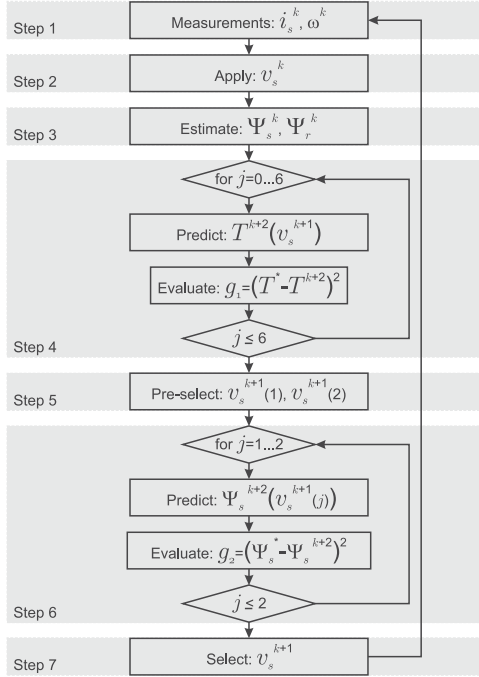 Step 1
Measurements: i_s^k, ω^k
Step 2
Apply: v_s^k
Step 3
Estimate: Ψ_s^k, Ψ_r^k
for j=0...6
Predict: T^{k+2}(v_s^{k+1})
Evaluate: g_1=(T^*-T^{k+2})^2
j ≤ 6
Step 4
Step 5
Pre-select: v_s^{k+1}(1), v_s^{k+1}(2)
for j=1...2
Predict: Ψ_s^{k+2}(v_s^{k+1}(j))
Evaluate: g_2=(Ψ_s^*-Ψ_s^{k+2})^2
j ≤ 2
Step 6
Step 7
Select: v_s^{k+1}